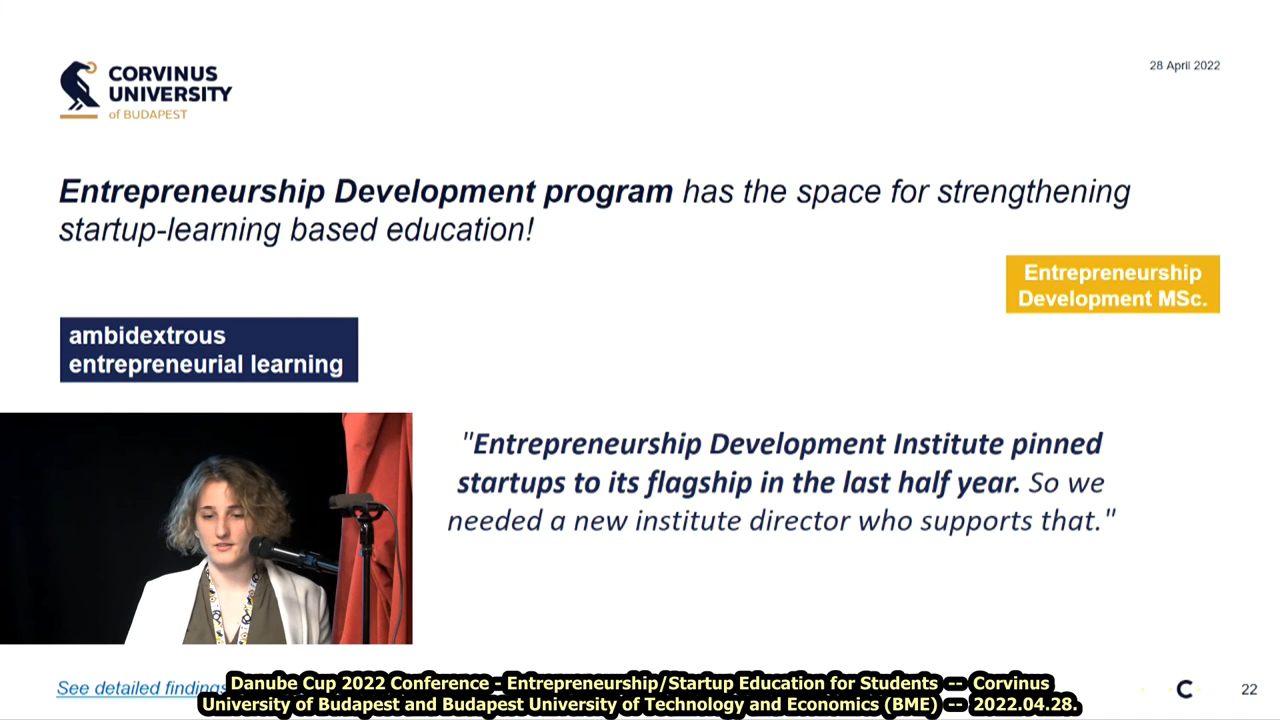 CORVINUS
UNIVERSITY
of BUDAPEST
28 April 2022
Entrepreneurship Development program has the space for strengthening
startup-learning based education!
Entrepreneurship
Development MSc.
ambidextrous
entrepreneurial learning
"Entrepreneurship Development Institute pinned
startups to its flagship in the last half year. So we
needed a new institute director who supports that."
See detailed findings
Danube Cup 2022 Conference - Entrepreneurship/Startup Education for Students -- Corvinus
University of Budapest and Budapest University of Technology and Economics (BME) -- 2022.04.28.
C
22